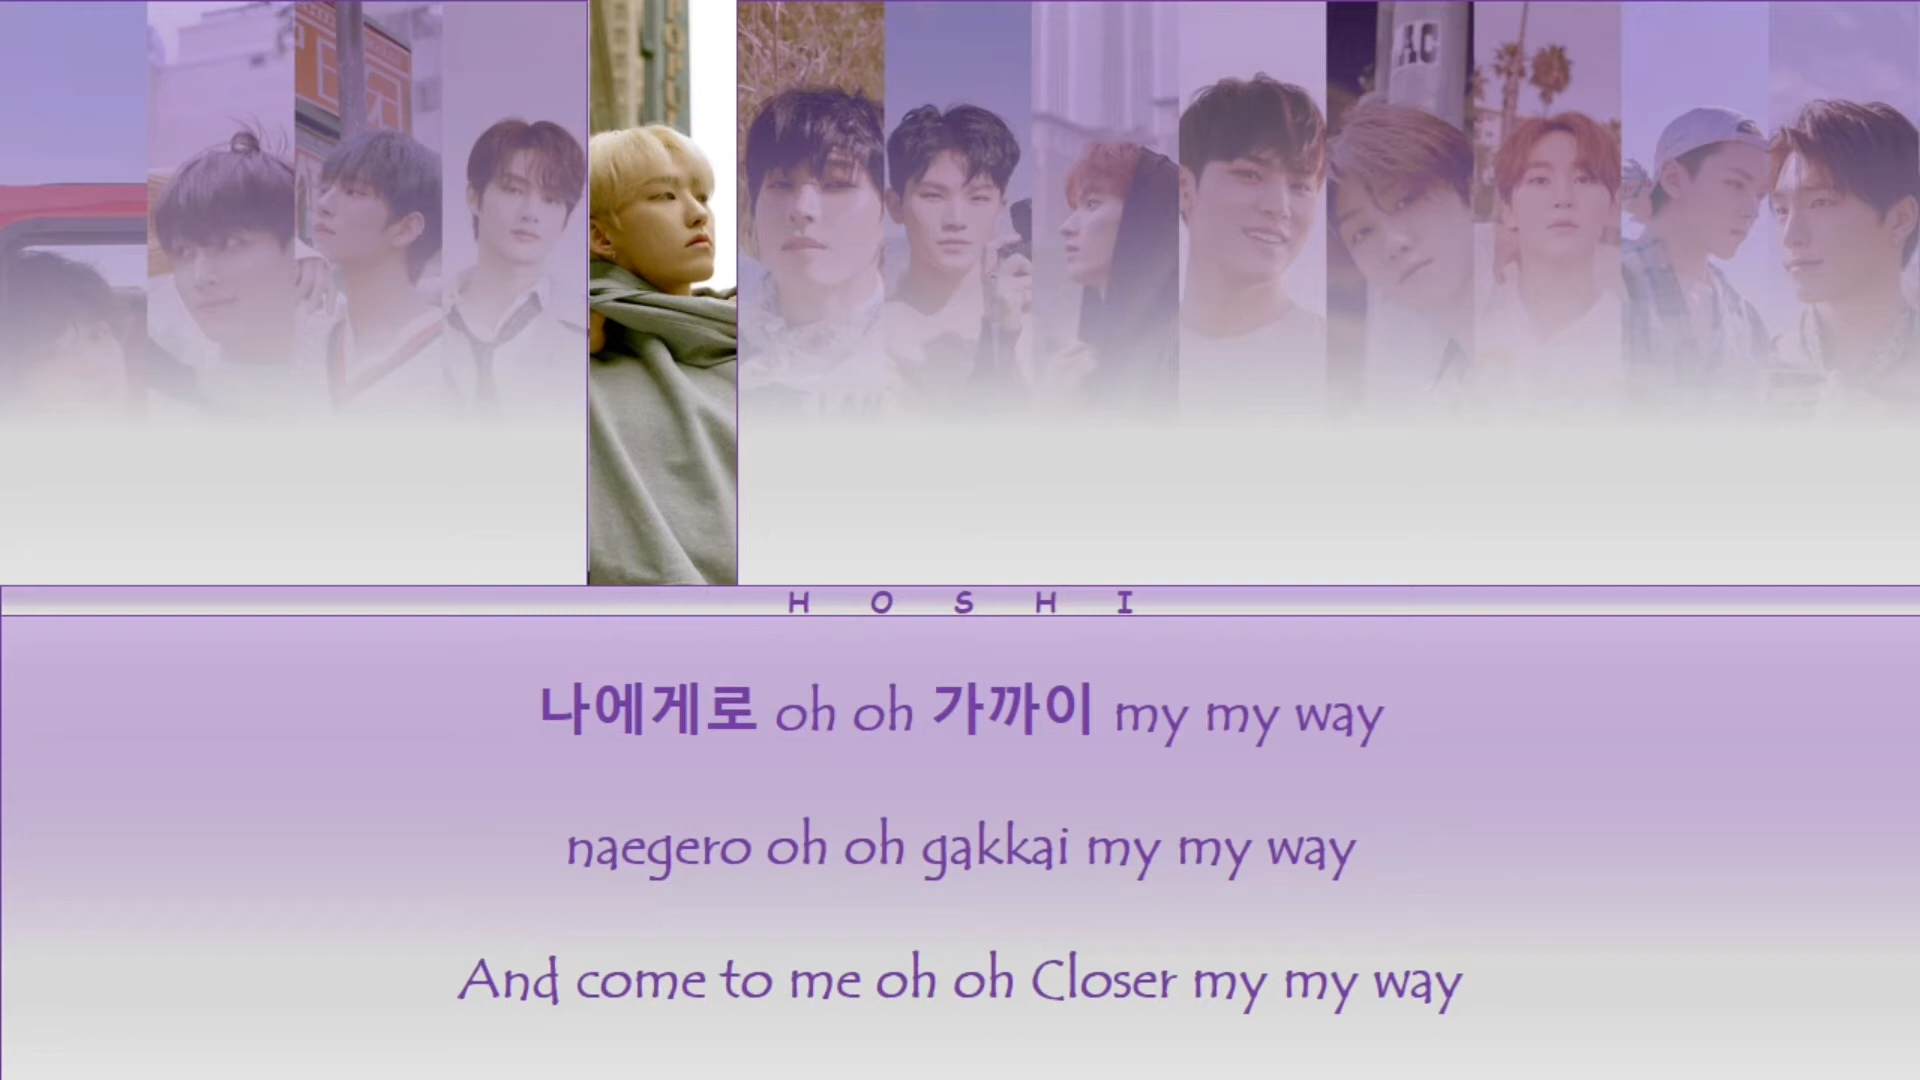 AC
H O S H I
나에게로 oh oh 가까이 my my way
naegero oh oh gakkai my my way
And come to me oh oh Closer my my way